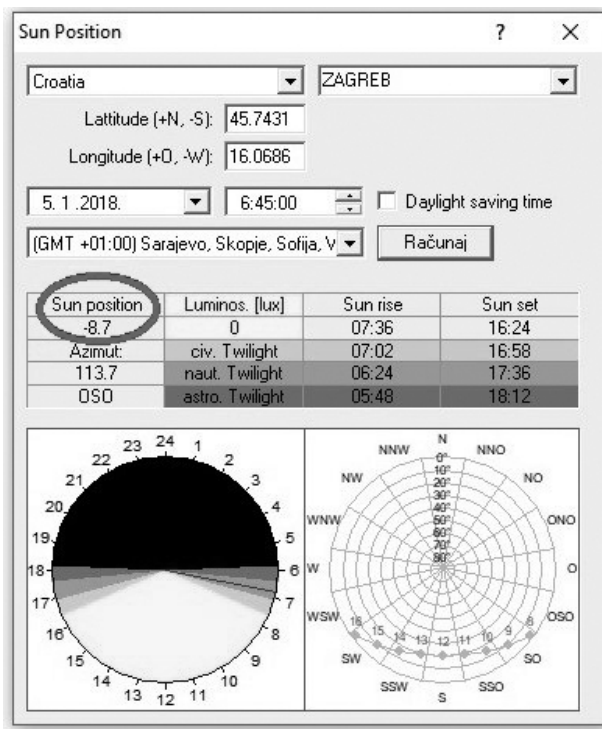 Sun Position ? X
Croatia ZAGREB
Lattitude (+N, -S): 45.7431
Longitude (+O, -W): 16.0686
5. 1 .2018. 6:45:00 Daylight saving time
(GMT +01:00) Sarajevo, Skopje, Sofija, V Računaj
Sun position Luminos. [lux] Sun rise Sun set
-8.7 0 07:36 16:24
Azimut: civ. Twilight 07:02 16:58
113.7 naut. Twilight 06:24 17:36
OSO astro. Twilight 05:48 18:12
24 1 2 3 4 5 6 7 8 9 10 11 12 13 14 15 16 17 18 19 20 21 22 23
N NNO NO ONO O OSO SO SSO S SSW SW WSW W WNW NW NNW
0° 10° 20° 30° 40° 50° 60° 70° 80°
16 15 14 13 12 11 10 9 8